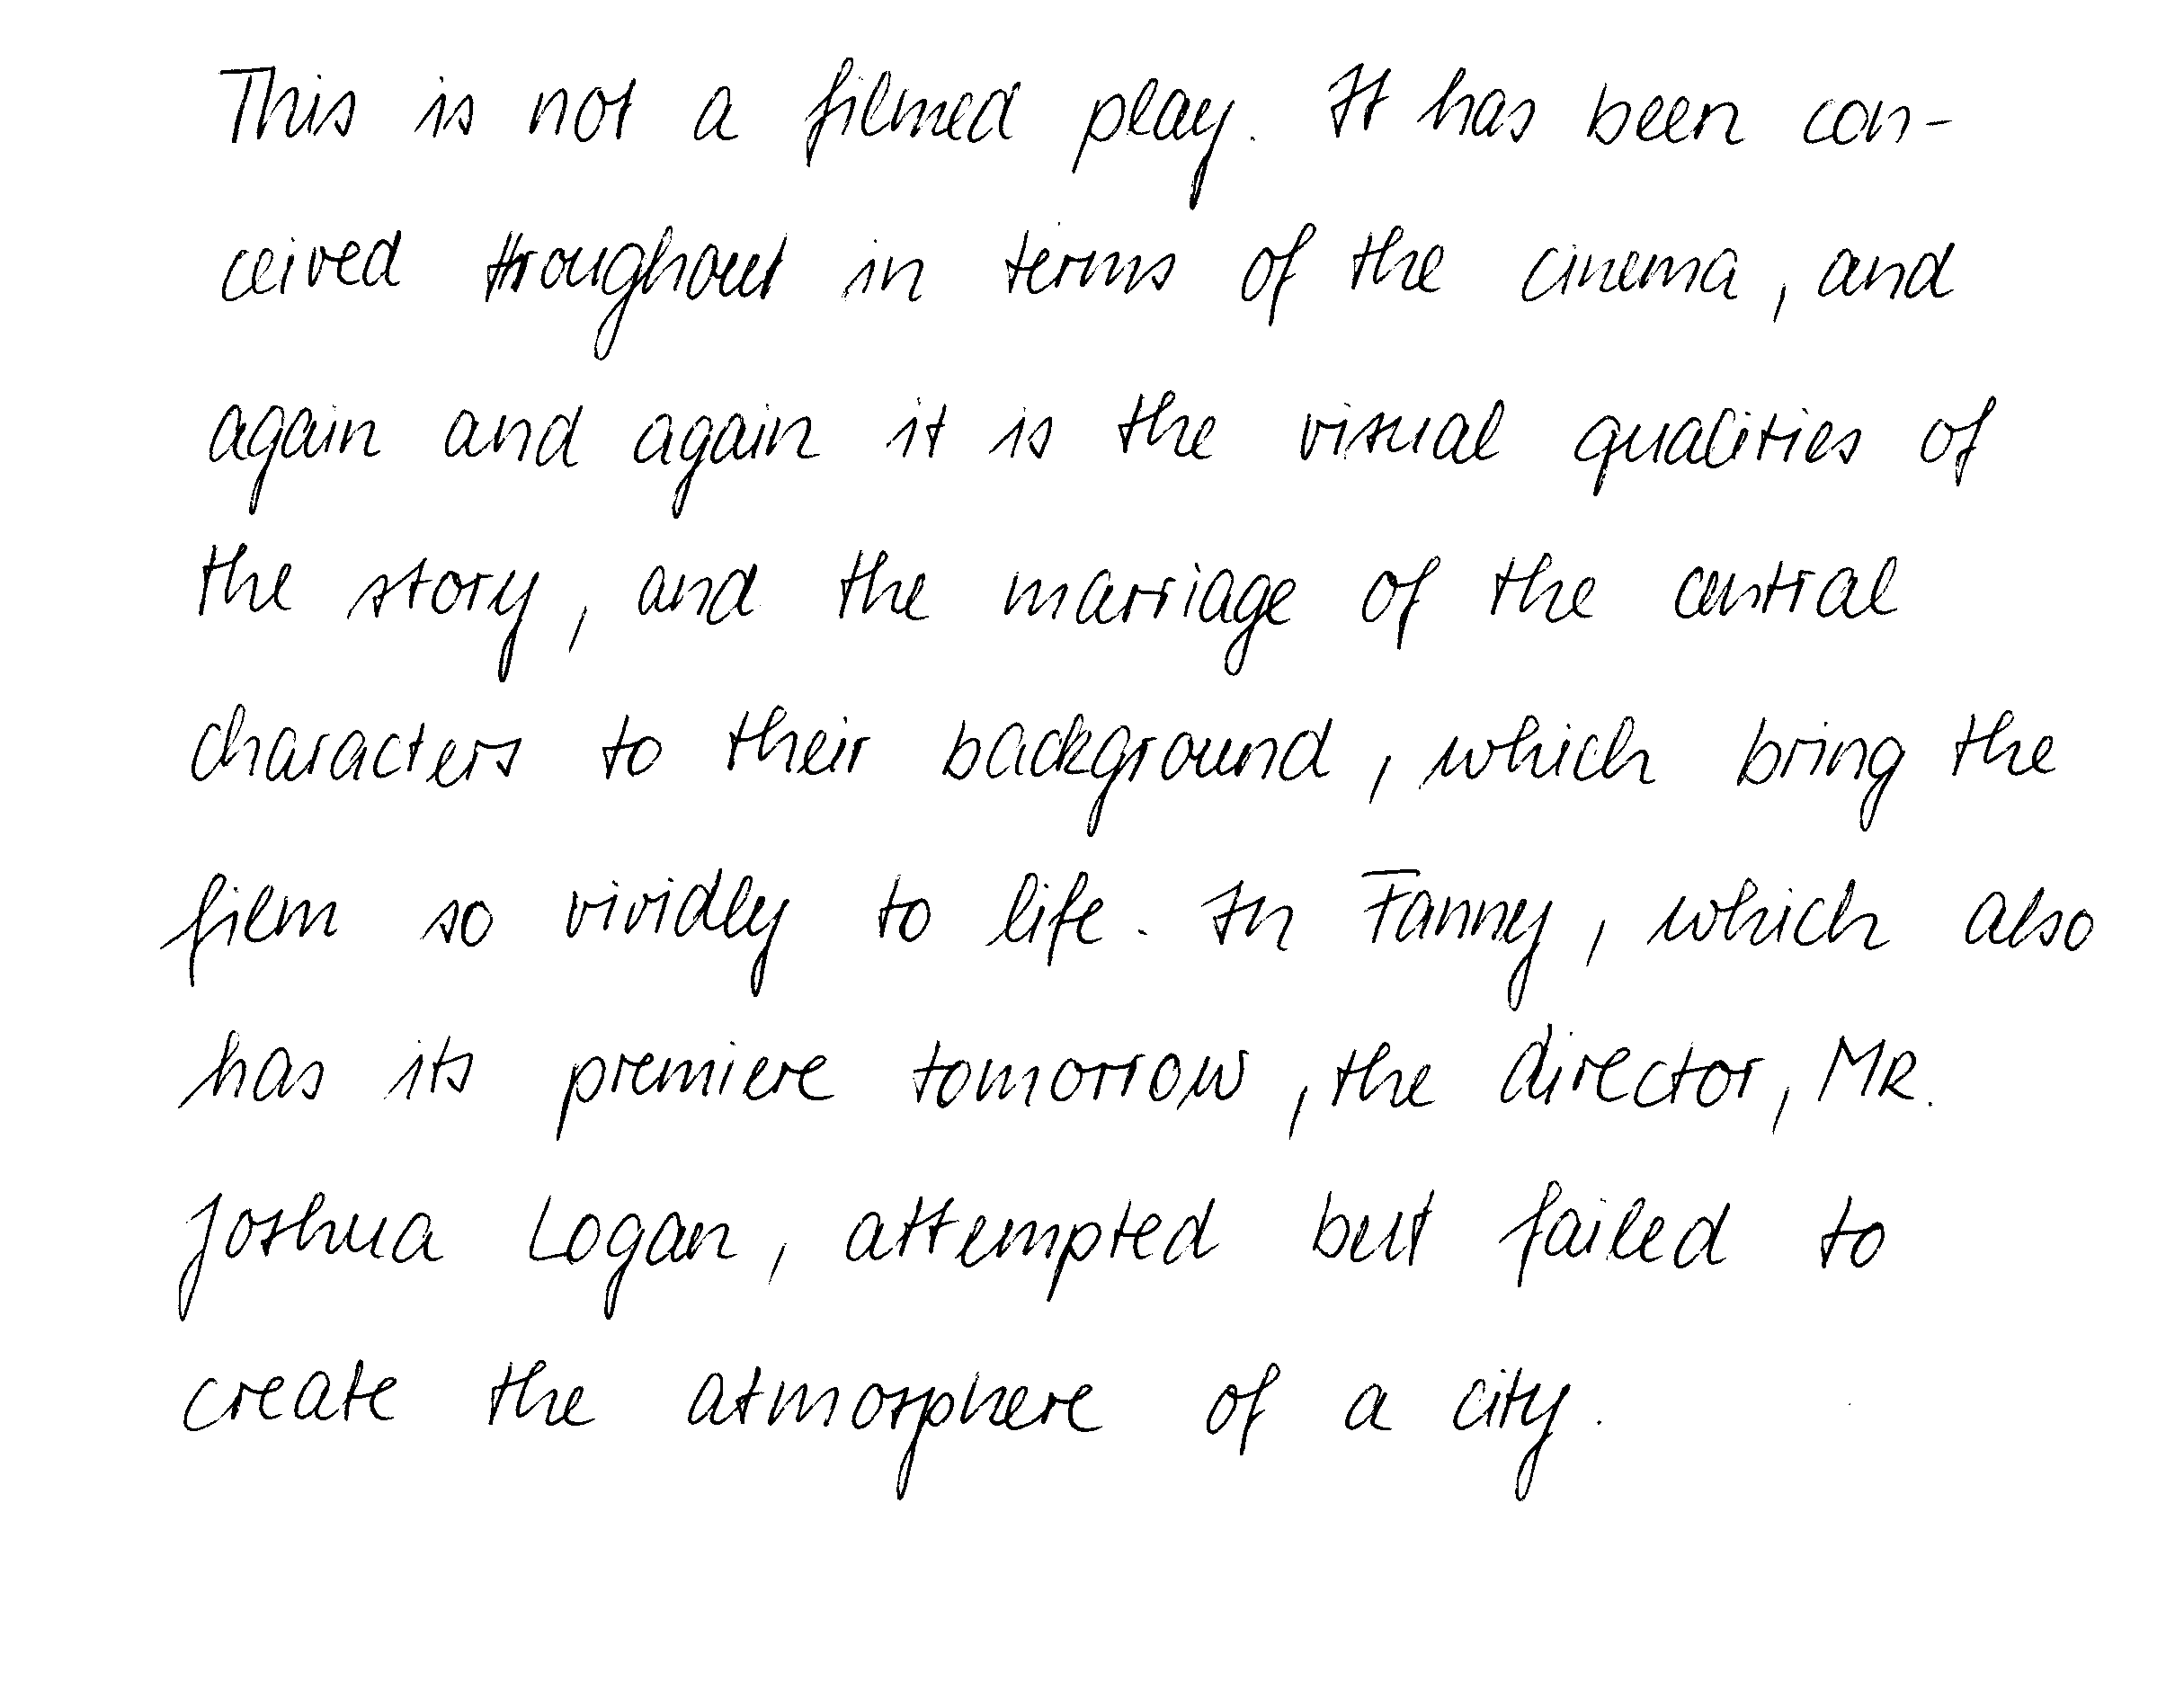 This is not a filmed play. It has been con-
ceived throughout in terms of the cinema, and
again and again it is the visual qualities of
the story, and the marriage of the central
characters to their background, which bring the
film so vividly to life. In Fanny, which also
has its premiere tomorrow, the director, MR.
Joshua Logan, attempted but failed to
create the atmosphere of a city.